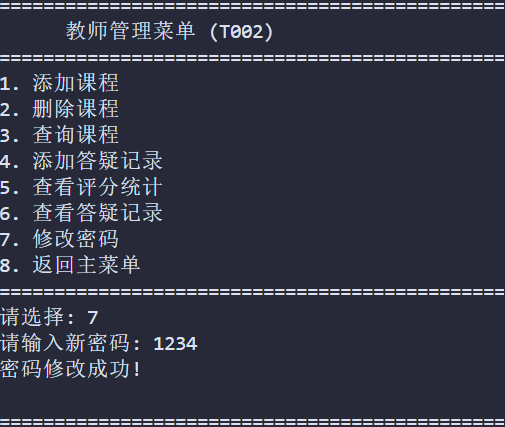 ==================================================
教师管理菜单 (T002)
==================================================
1. 添加课程
2. 删除课程
3. 查询课程
4. 添加答疑记录
5. 查看评分统计
6. 查看答疑记录
7. 修改密码
8. 返回主菜单
==================================================
请选择: 7
请输入新密码: 1234
密码修改成功!
==================================================